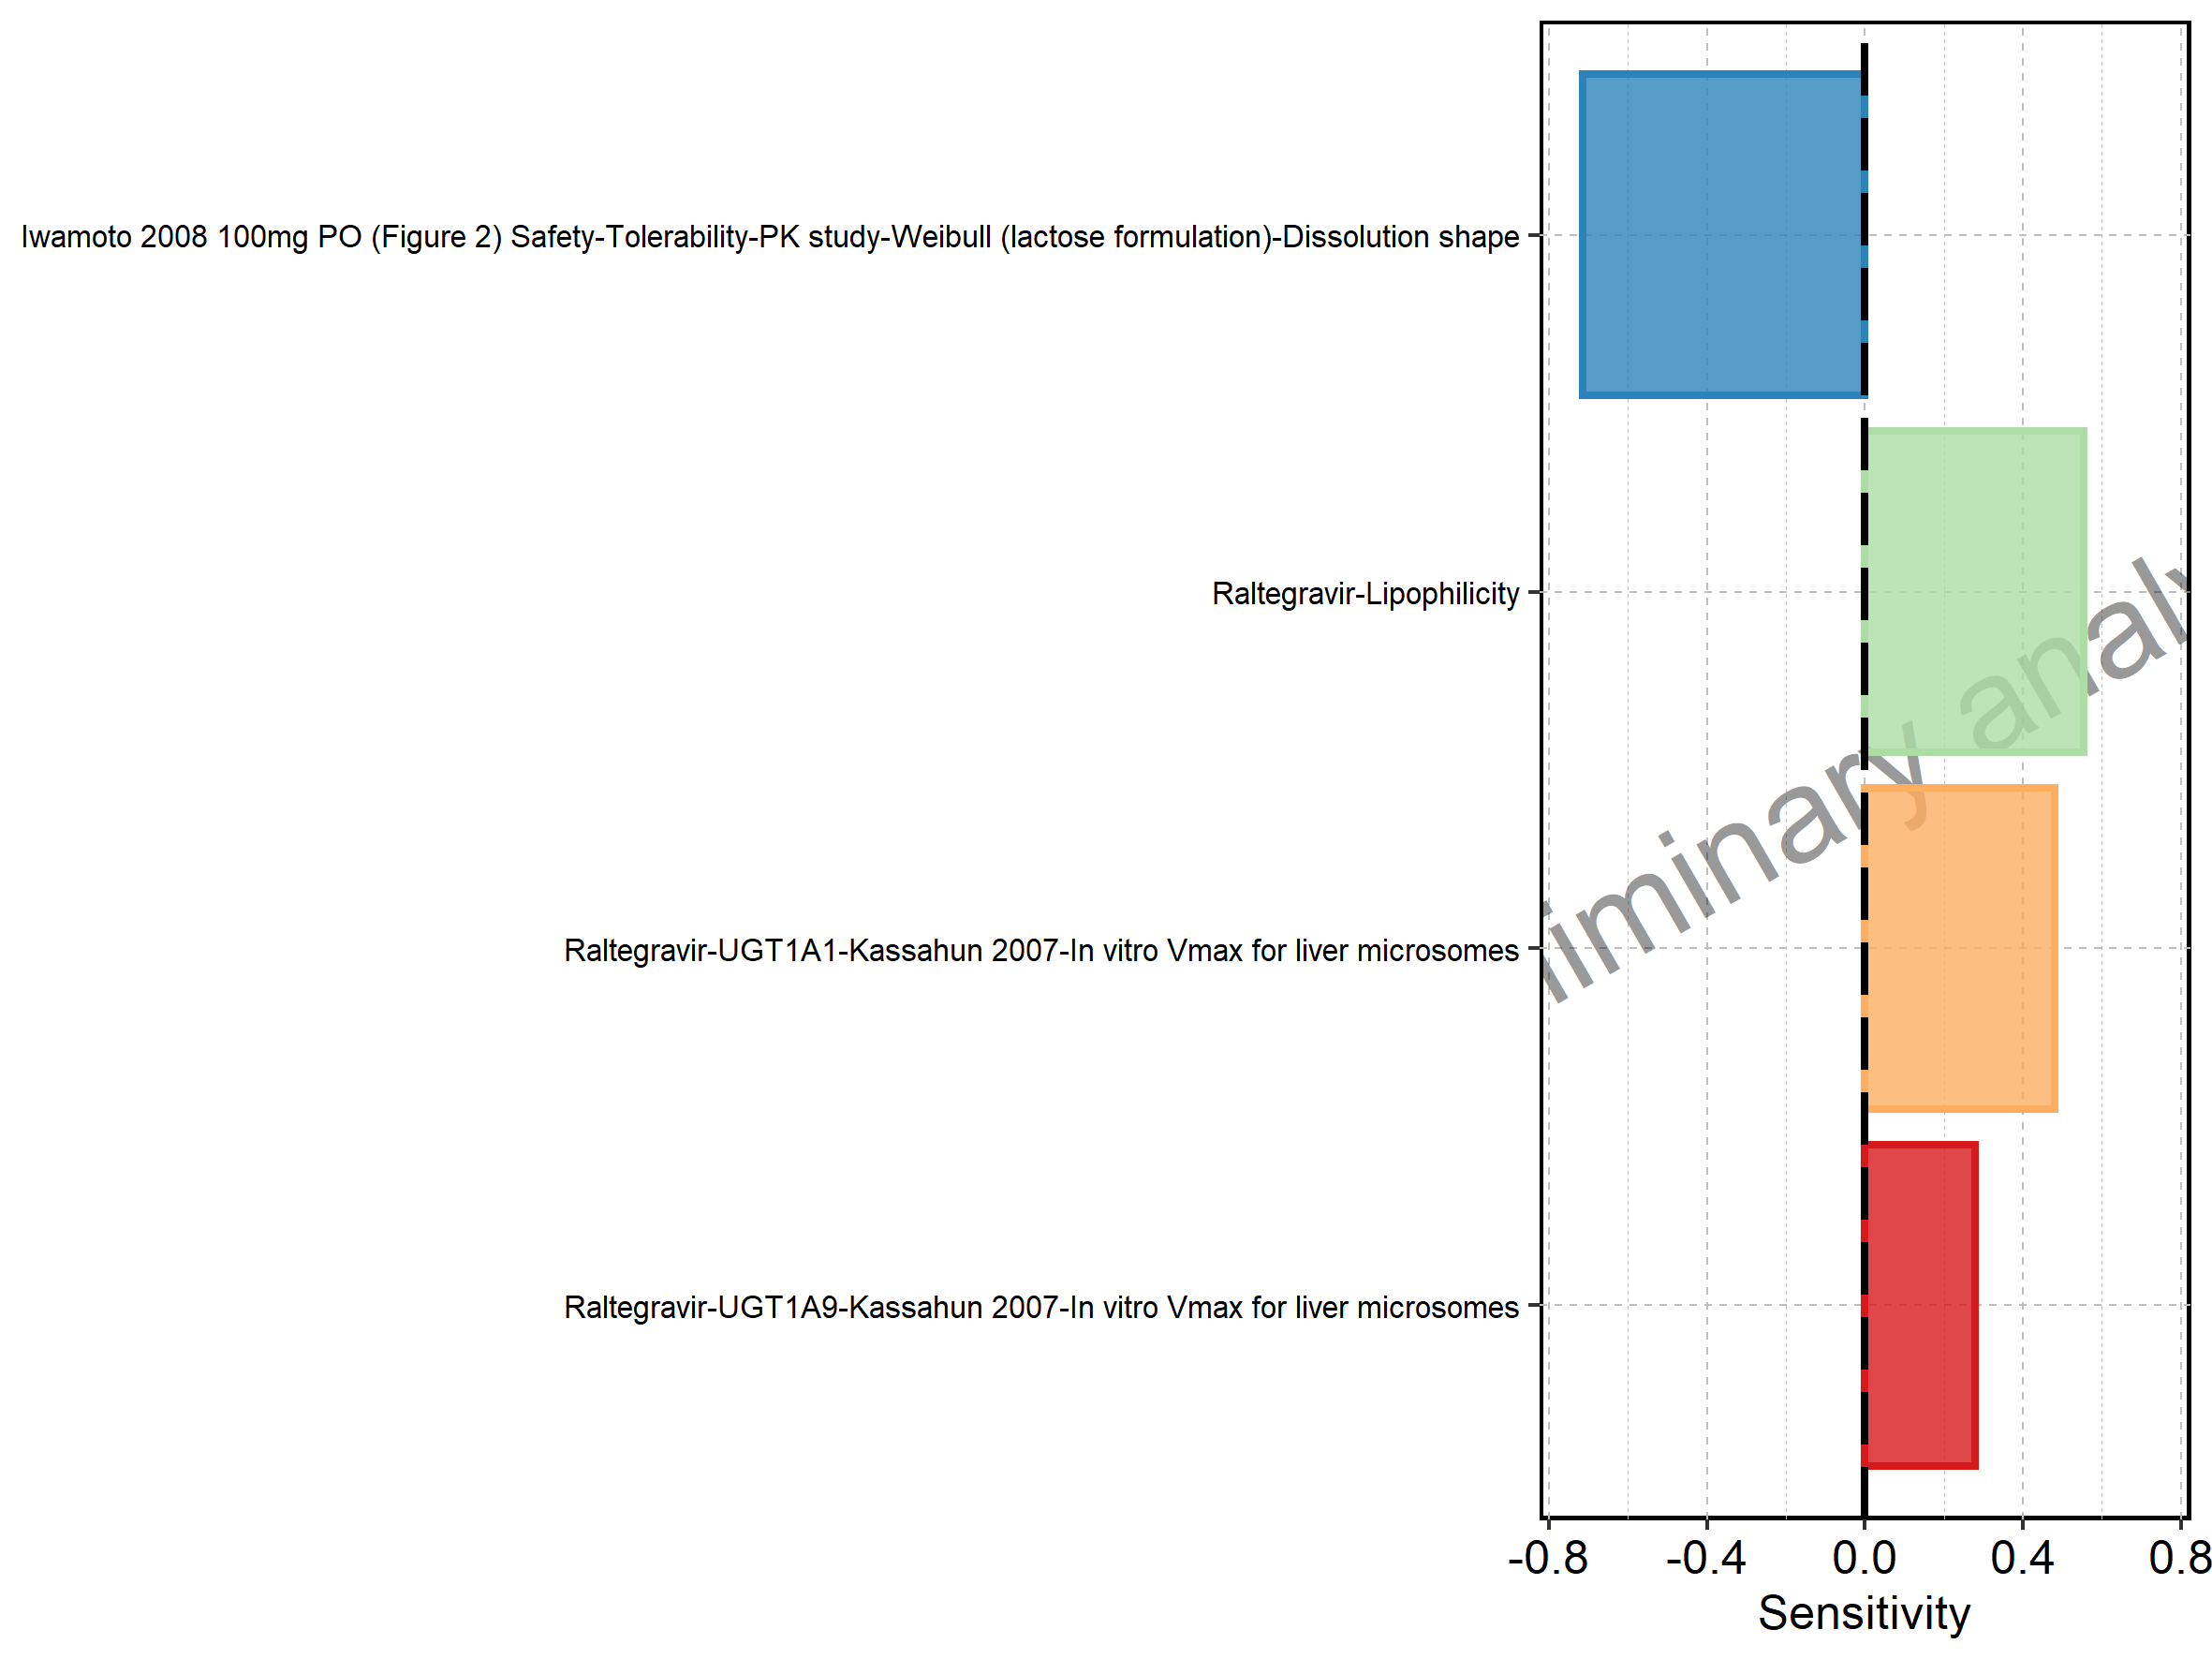 Iwamoto 2008 100mg PO (Figure 2) Safety-Tolerability-PK study-Weibull (lactose formulation)-Dissolution shape
Raltegravir-Lipophilicity
Raltegravir-UGT1A1-Kassahun 2007-In vitro Vmax for liver microsomes
Raltegravir-UGT1A9-Kassahun 2007-In vitro Vmax for liver microsomes
iminary analy
-0.8 -0.4 0.0 0.4 0.8
Sensitivity